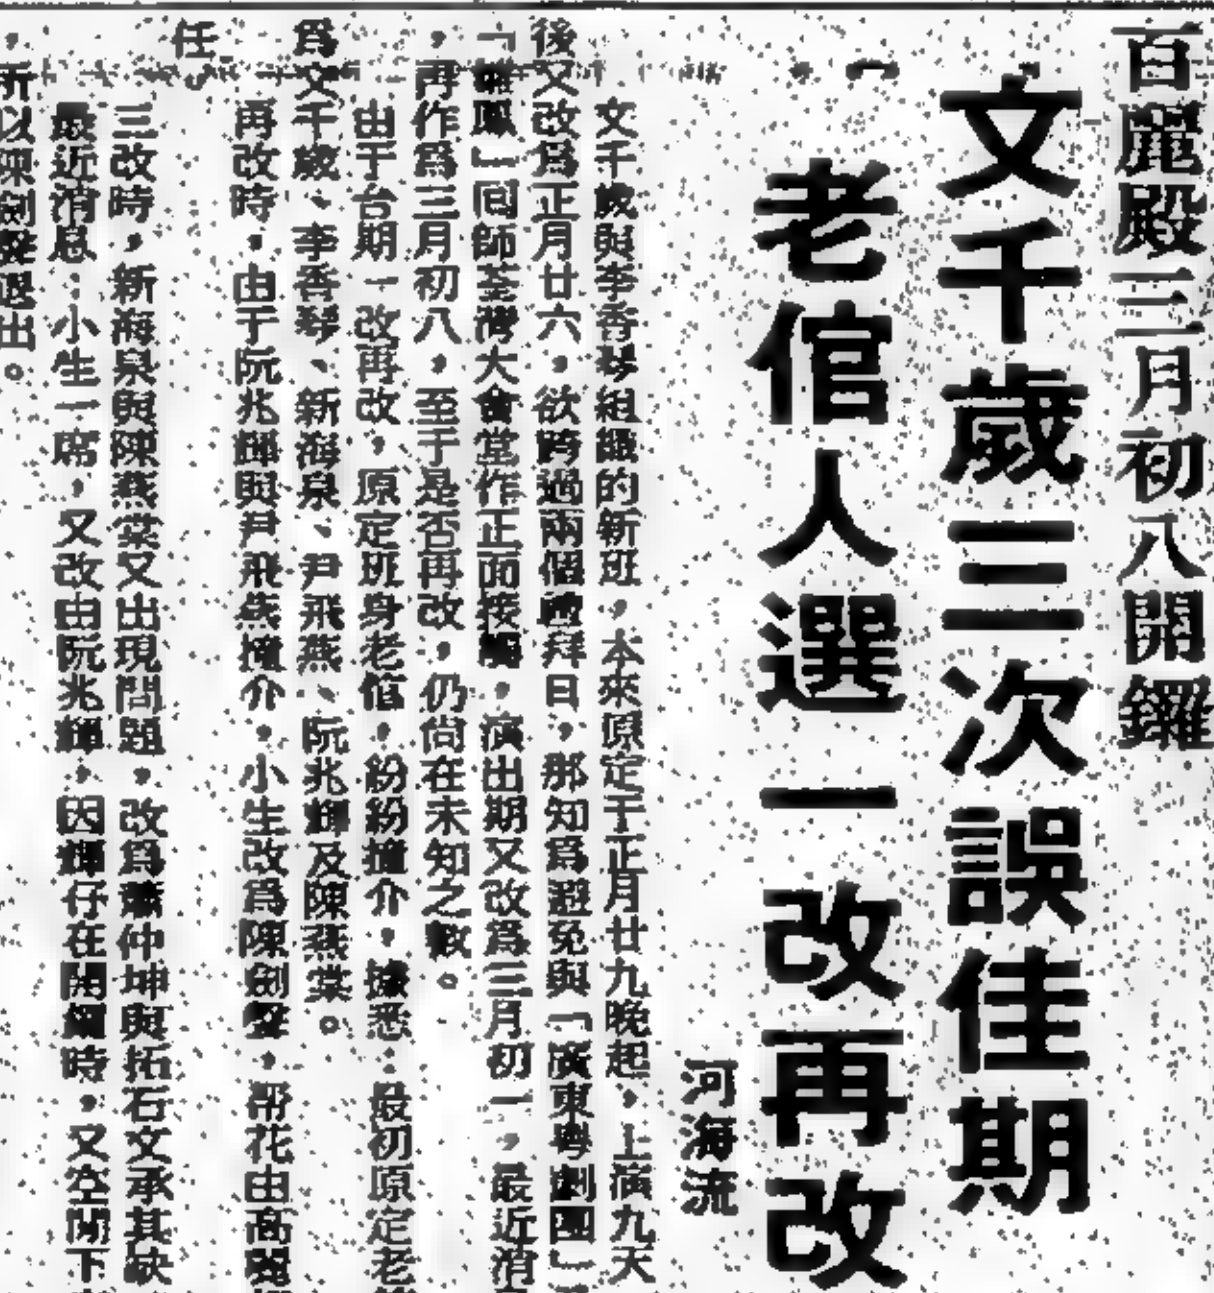 百麗殿三月初八開鑼
文千歲三次誤佳期
老倌人選一改再改
河海流
文千歲與李香琴組織的新班，本來原定于正月廿九晚起，上演九天
後又改爲正月廿六，欲跨過兩個禮拜日，那知爲避免與「廣東粵劇團」
「鳳」同師荃灣大會堂作正面接觸，演出期又改爲三月初一，最近消
，再作爲三月初八，至于是否再改，仍尙在未知之數。
由于台期一改再改，原定班身老倌，紛紛撞介，據悉：最初原定老
爲文千歲、李香琴、新海泉、尹飛燕、阮兆輝及陳燕棠。
再改時，由于阮兆輝與尹飛燕撞介，小生改爲陳劍聲，帮花由高麗
任。
三改時，新海泉與陳燕棠又出現問題，改爲蕭仲坤與拓石文承其缺
最近消息：小生一席，又改由阮兆輝，因輝仔在開鑼時，又空閒下
，所以陳劍聲退出。